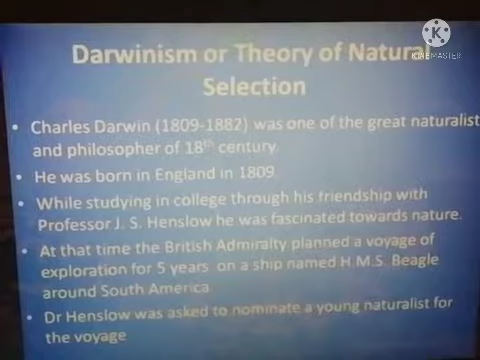 Darwinism or Theory of Natural
Selection
KINEMASTER
• Charles Darwin (1809-1882) was one of the great naturalist
and philosopher of 18th century.
• He was born in England in 1809
• While studying in college through his friendship with
Professor J. S. Henslow he was fascinated towards nature.
• At that time the British Admiralty planned a voyage of
exploration for 5 years on a ship named H.M.S. Beagle
around South America.
• Dr Henslow was asked to nominate a young naturalist for
the voyage